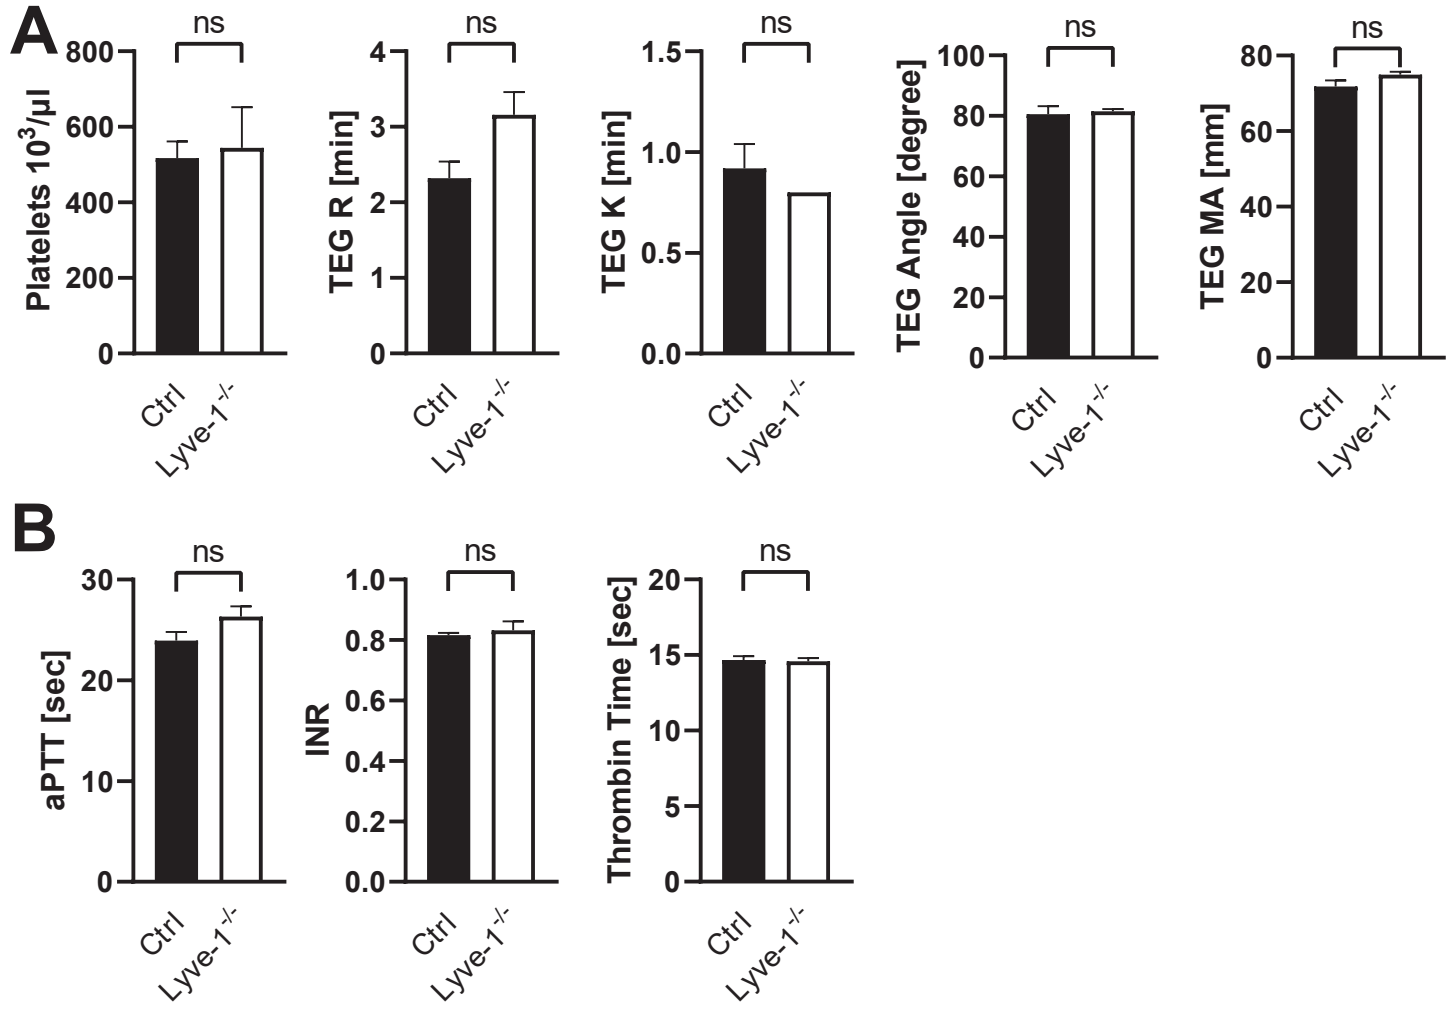 A
Platelets 10³/µl
800
600
400
200
0
ns
Ctrl
Lyve-1⁻/⁻
TEG R [min]
4
3
2
1
0
ns
Ctrl
Lyve-1⁻/⁻
TEG K [min]
1.5
1.0
0.5
0.0
ns
Ctrl
Lyve-1⁻/⁻
TEG Angle [degree]
100
80
60
40
20
0
ns
Ctrl
Lyve-1⁻/⁻
TEG MA [mm]
80
60
40
20
0
ns
Ctrl
Lyve-1⁻/⁻
B
aPTT [sec]
30
20
10
0
ns
Ctrl
Lyve-1⁻/⁻
INR
1.0
0.8
0.6
0.4
0.2
0.0
ns
Ctrl
Lyve-1⁻/⁻
Thrombin Time [sec]
20
15
10
5
0
ns
Ctrl
Lyve-1⁻/⁻